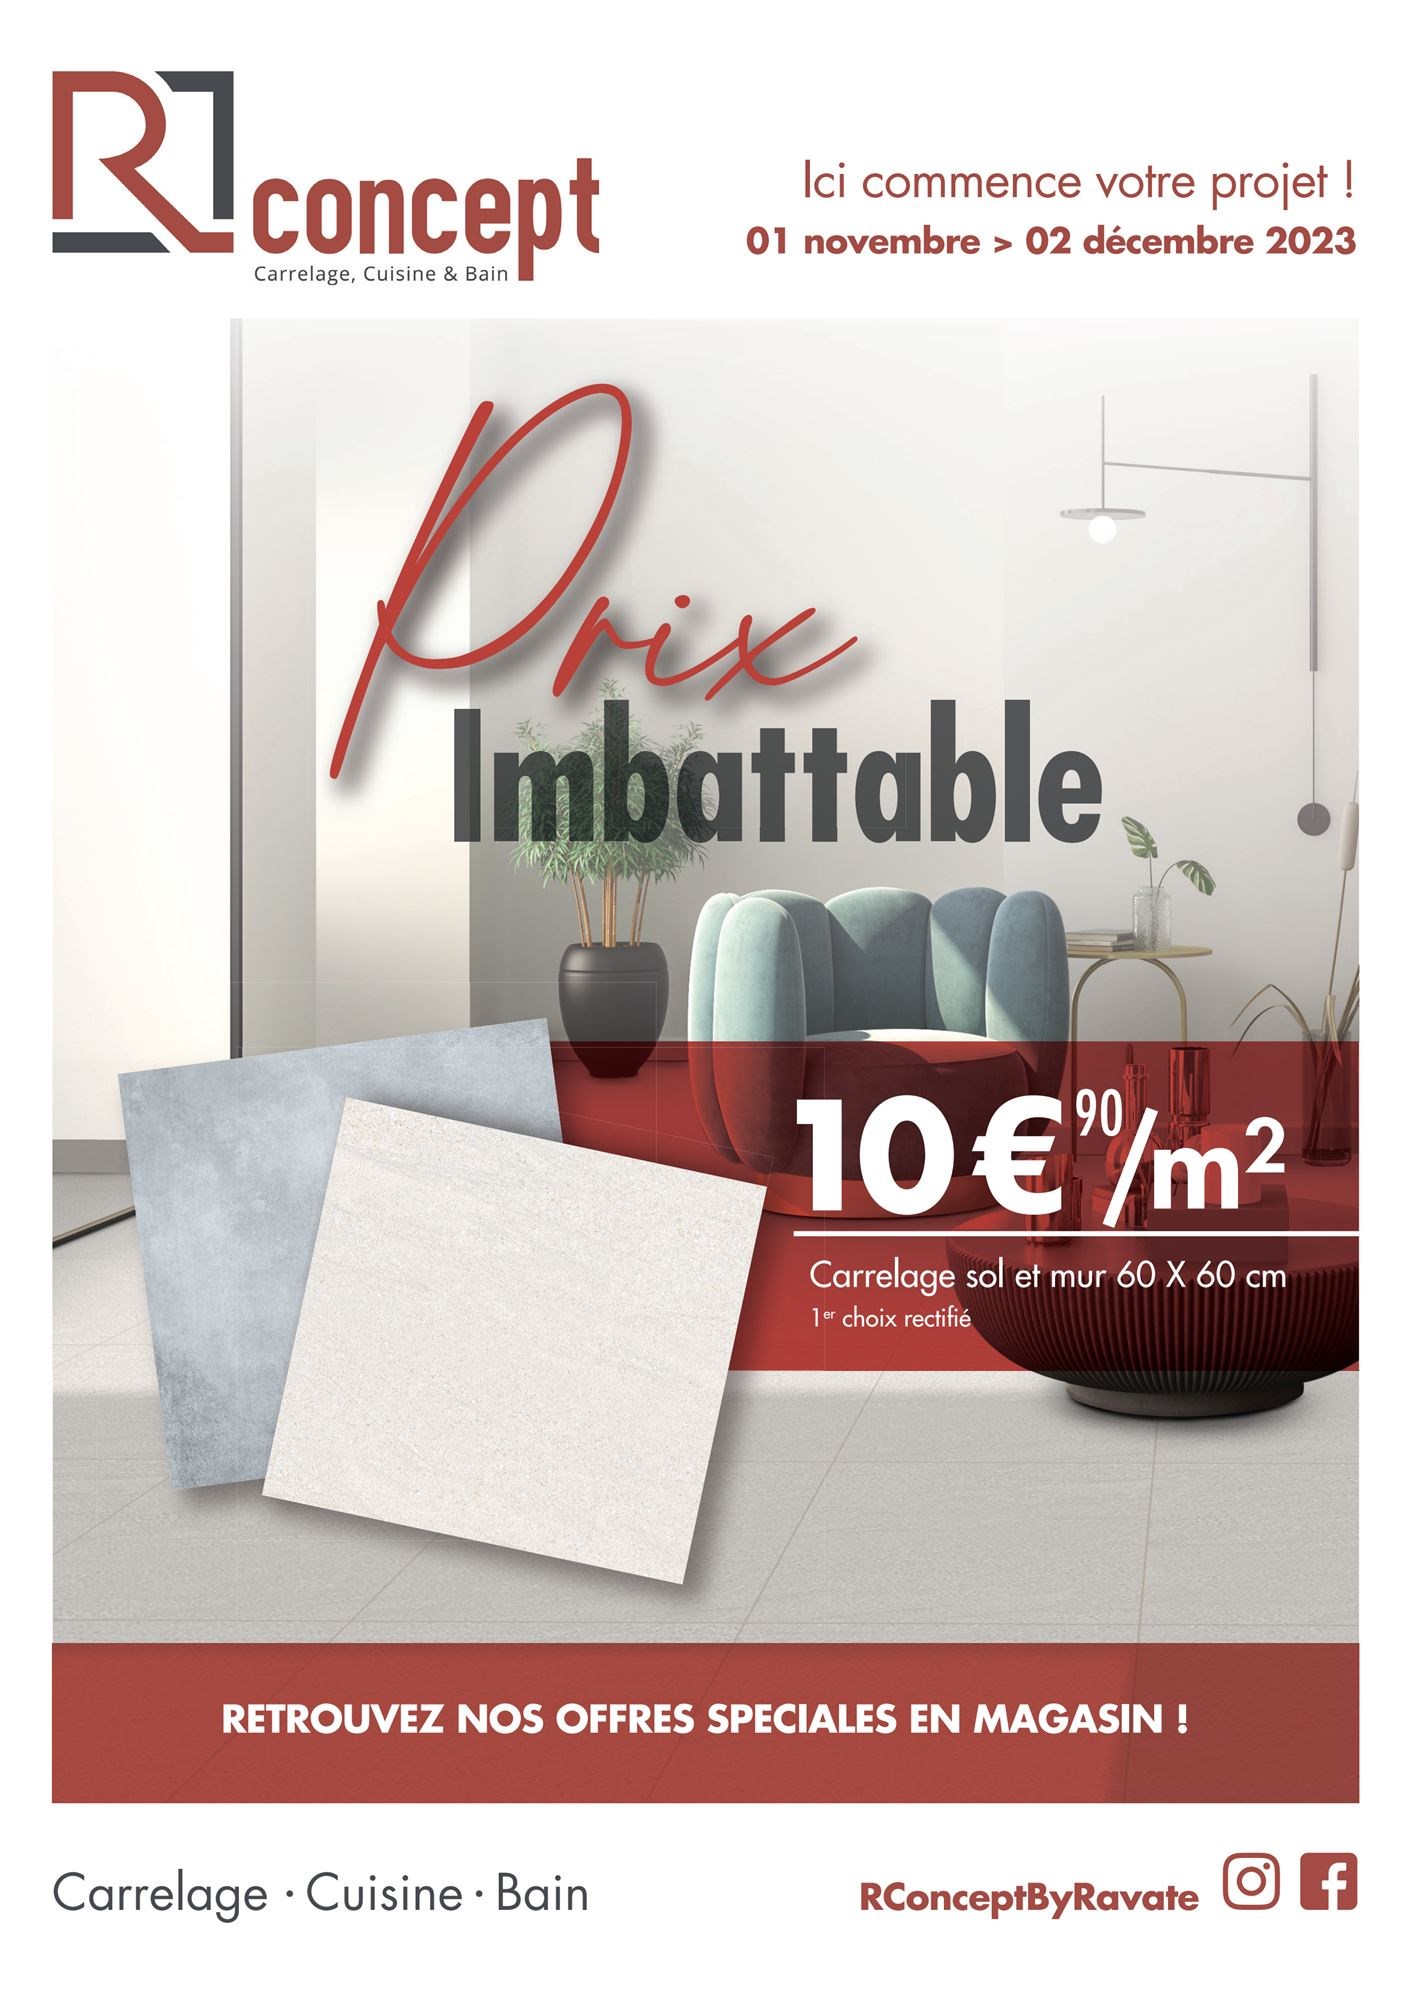 R concept
Carrelage, Cuisine & Bain
Ici commence votre projet !
01 novembre > 02 décembre 2023
Prix
Imbattable
10€90/m²
Carrelage sol et mur 60 X 60 cm
1er choix rectifié
RETROUVEZ NOS OFFRES SPECIALES EN MAGASIN !
Carrelage · Cuisine · Bain
RConceptByRavate